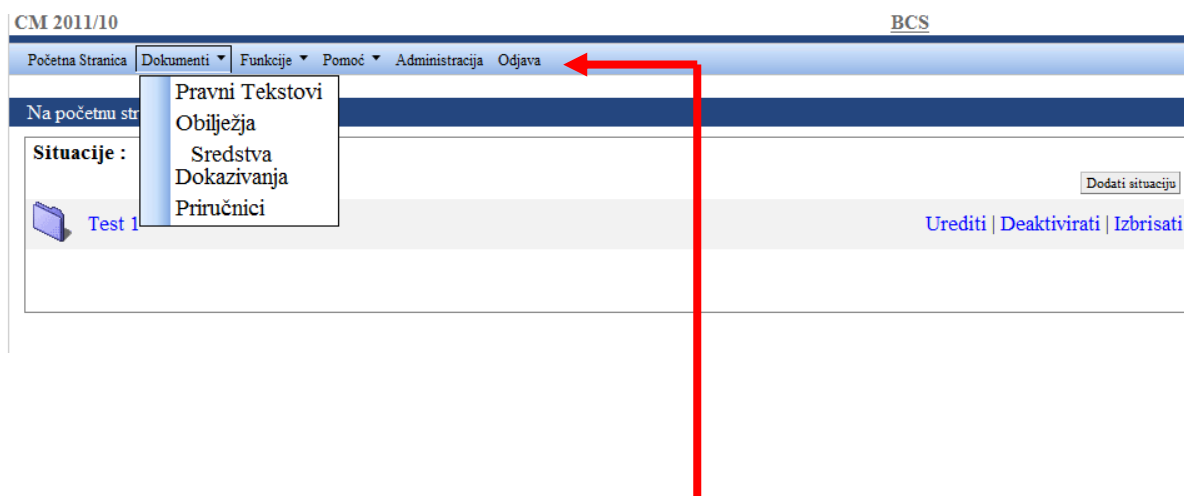 CM 2011/10 BCS
Početna Stranica Dokumenti Funkcije Pomoć Administracija Odjava
Pravni Tekstovi
Na početnu str
Obilježja
Situacije :
Sredstva
Dokazivanja
Dodati situaciju
Priručnici
Test 1
Urediti | Deaktivirati | Izbrisati